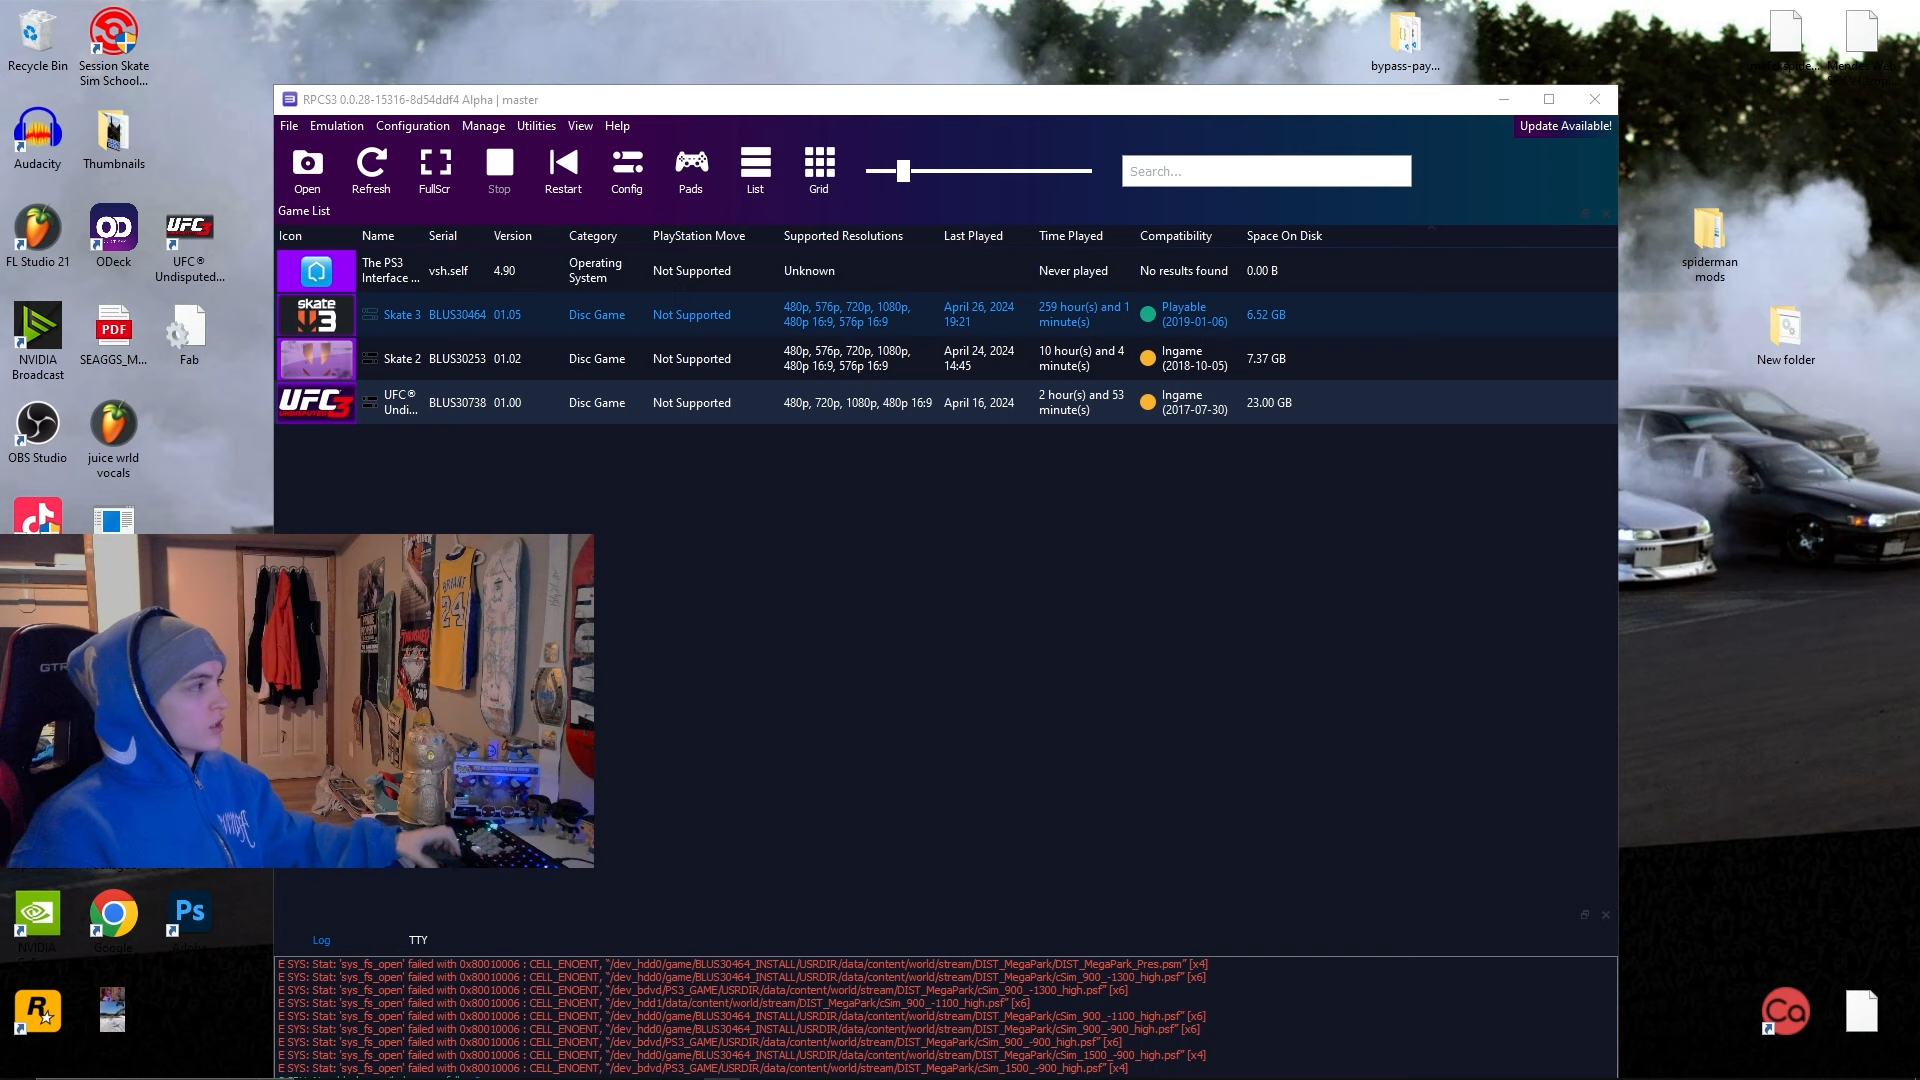 Recycle Bin
Session Skate
Sim School...
bypass-pay...
RPCS3 0.0.28-15316-8d54ddf4 Alpha | master
File Emulation Configuration Manage Utilities View Help
Update Available!
Audacity
Thumbnails
Open Refresh FullScr Stop Restart Config Pads List Grid
Search...
Game List
Icon Name Serial Version Category PlayStation Move Supported Resolutions Last Played Time Played Compatibility Space On Disk
The PS3
Interface ...
vsh.self 4.90
Operating
System
Not Supported Unknown Never played No results found 0.00 B
skate
3
Skate 3 BLUS30464 01.05 Disc Game Not Supported
480p, 576p, 720p, 1080p,
480p 16:9, 576p 16:9
April 26, 2024
19:21
259 hour(s) and 1
minute(s)
Playable
(2019-01-06)
6.52 GB
Skate 2 BLUS30253 01.02 Disc Game Not Supported
480p, 576p, 720p, 1080p,
480p 16:9, 576p 16:9
April 24, 2024
14:45
10 hour(s) and 4
minute(s)
Ingame
(2018-10-05)
7.37 GB
UFC 3
UNDISPUTED
UFC®
Undi...
BLUS30738 01.00 Disc Game Not Supported 480p, 720p, 1080p, 480p 16:9 April 16, 2024
2 hour(s) and 53
minute(s)
Ingame
(2017-07-30)
23.00 GB
OD
UFC 3
FL Studio 21
ODeck
UFC®
Undisputed...
spiderman
mods
PDF
NVIDIA
Broadcast
SEAGGS_M...
Fab
New folder
OBS Studio
juice wrld
vocals
BRYANT
24
GTR
THRASHER
Ps
NVIDIA
Google
Adobe
R
Ca
Log TTY
E SYS: Stat: 'sys_fs_open' failed with 0x80010006 : CELL_ENOENT, “/dev_hdd0/game/BLUS30464_INSTALL/USRDIR/data/content/world/stream/DIST_MegaPark/DIST_MegaPark_Pres.psm” [x4]
E SYS: Stat: 'sys_fs_open' failed with 0x80010006 : CELL_ENOENT, “/dev_hdd0/game/BLUS30464_INSTALL/USRDIR/data/content/world/stream/DIST_MegaPark/cSim_900_-1300_high.psf” [x6]
E SYS: Stat: 'sys_fs_open' failed with 0x80010006 : CELL_ENOENT, “/dev_bdvd/PS3_GAME/USRDIR/data/content/world/stream/DIST_MegaPark/cSim_900_-1300_high.psf” [x6]
E SYS: Stat: 'sys_fs_open' failed with 0x80010006 : CELL_ENOENT, “/dev_hdd1/data/content/world/stream/DIST_MegaPark/cSim_900_-1100_high.psf” [x6]
E SYS: Stat: 'sys_fs_open' failed with 0x80010006 : CELL_ENOENT, “/dev_hdd0/game/BLUS30464_INSTALL/USRDIR/data/content/world/stream/DIST_MegaPark/cSim_900_-1100_high.psf” [x6]
E SYS: Stat: 'sys_fs_open' failed with 0x80010006 : CELL_ENOENT, “/dev_hdd0/game/BLUS30464_INSTALL/USRDIR/data/content/world/stream/DIST_MegaPark/cSim_900_-900_high.psf” [x6]
E SYS: Stat: 'sys_fs_open' failed with 0x80010006 : CELL_ENOENT, “/dev_bdvd/PS3_GAME/USRDIR/data/content/world/stream/DIST_MegaPark/cSim_900_-900_high.psf” [x6]
E SYS: Stat: 'sys_fs_open' failed with 0x80010006 : CELL_ENOENT, “/dev_hdd0/game/BLUS30464_INSTALL/USRDIR/data/content/world/stream/DIST_MegaPark/cSim_1500_-900_high.psf” [x4]
E SYS: Stat: 'sys_fs_open' failed with 0x80010006 : CELL_ENOENT, “/dev_bdvd/PS3_GAME/USRDIR/data/content/world/stream/DIST_MegaPark/cSim_1500_-900_high.psf” [x4]